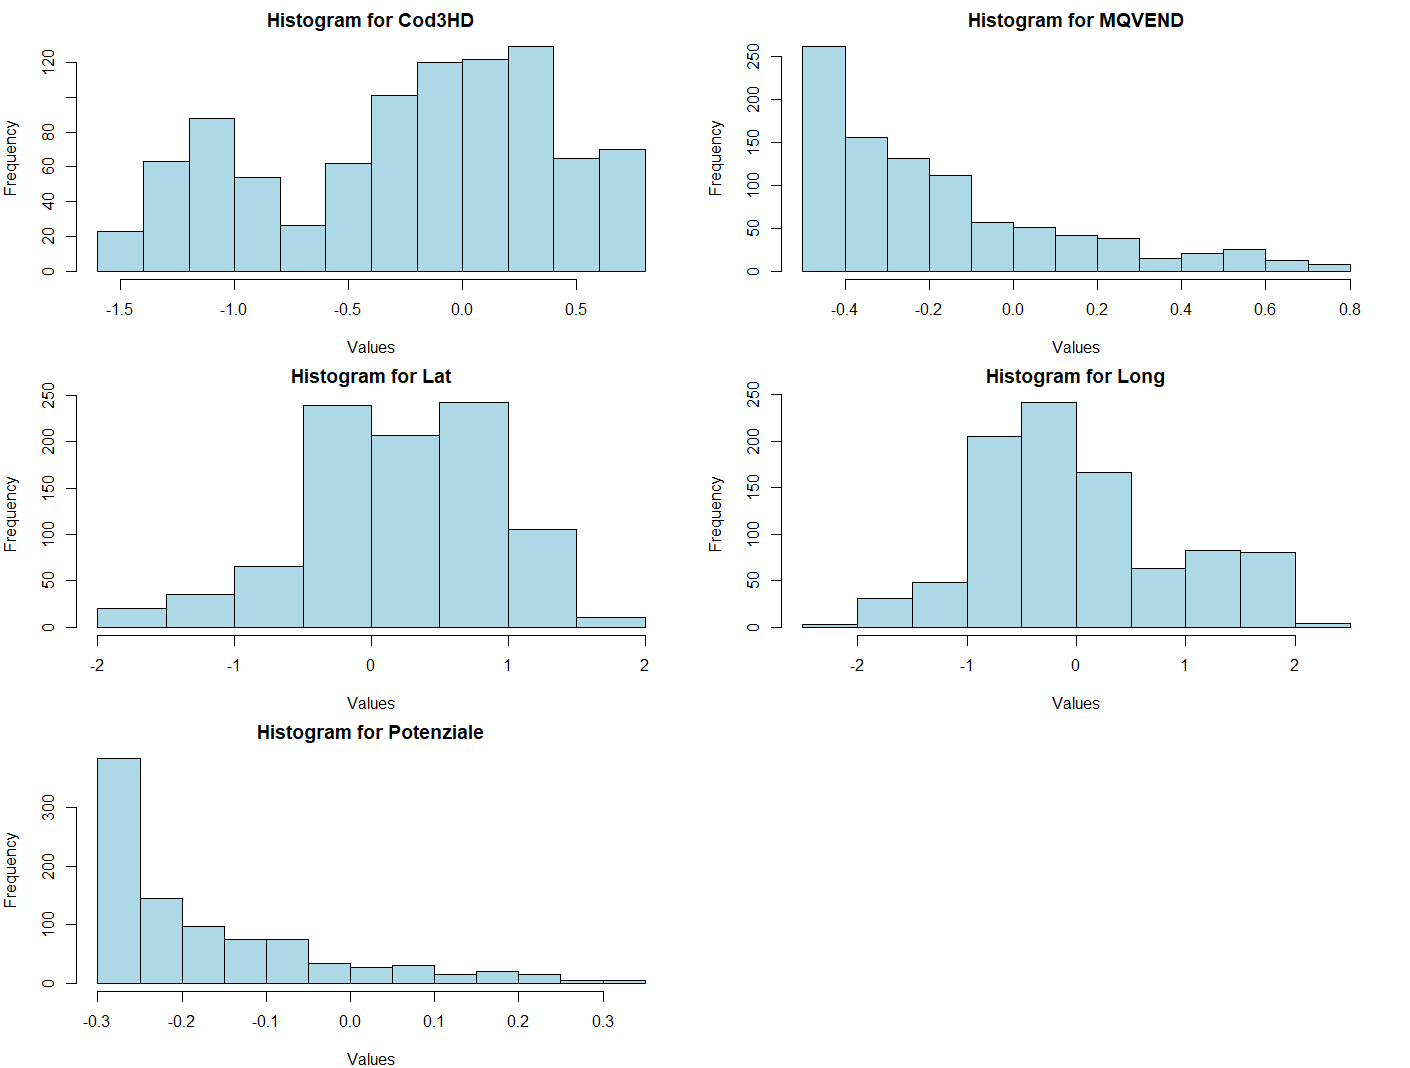 Histogram for Cod3HD
Frequency
0 20 40 60 80 120
-1.5 -1.0 -0.5 0.0 0.5
Values
Histogram for MQVEND
Frequency
0 50 100 150 200 250
-0.4 -0.2 0.0 0.2 0.4 0.6 0.8
Values
Histogram for Lat
Frequency
0 50 100 150 200 250
-2 -1 0 1 2
Values
Histogram for Long
Frequency
0 50 100 150 200 250
-2 -1 0 1 2
Values
Histogram for Potenziale
Frequency
0 100 200 300
-0.3 -0.2 -0.1 0.0 0.1 0.2 0.3
Values